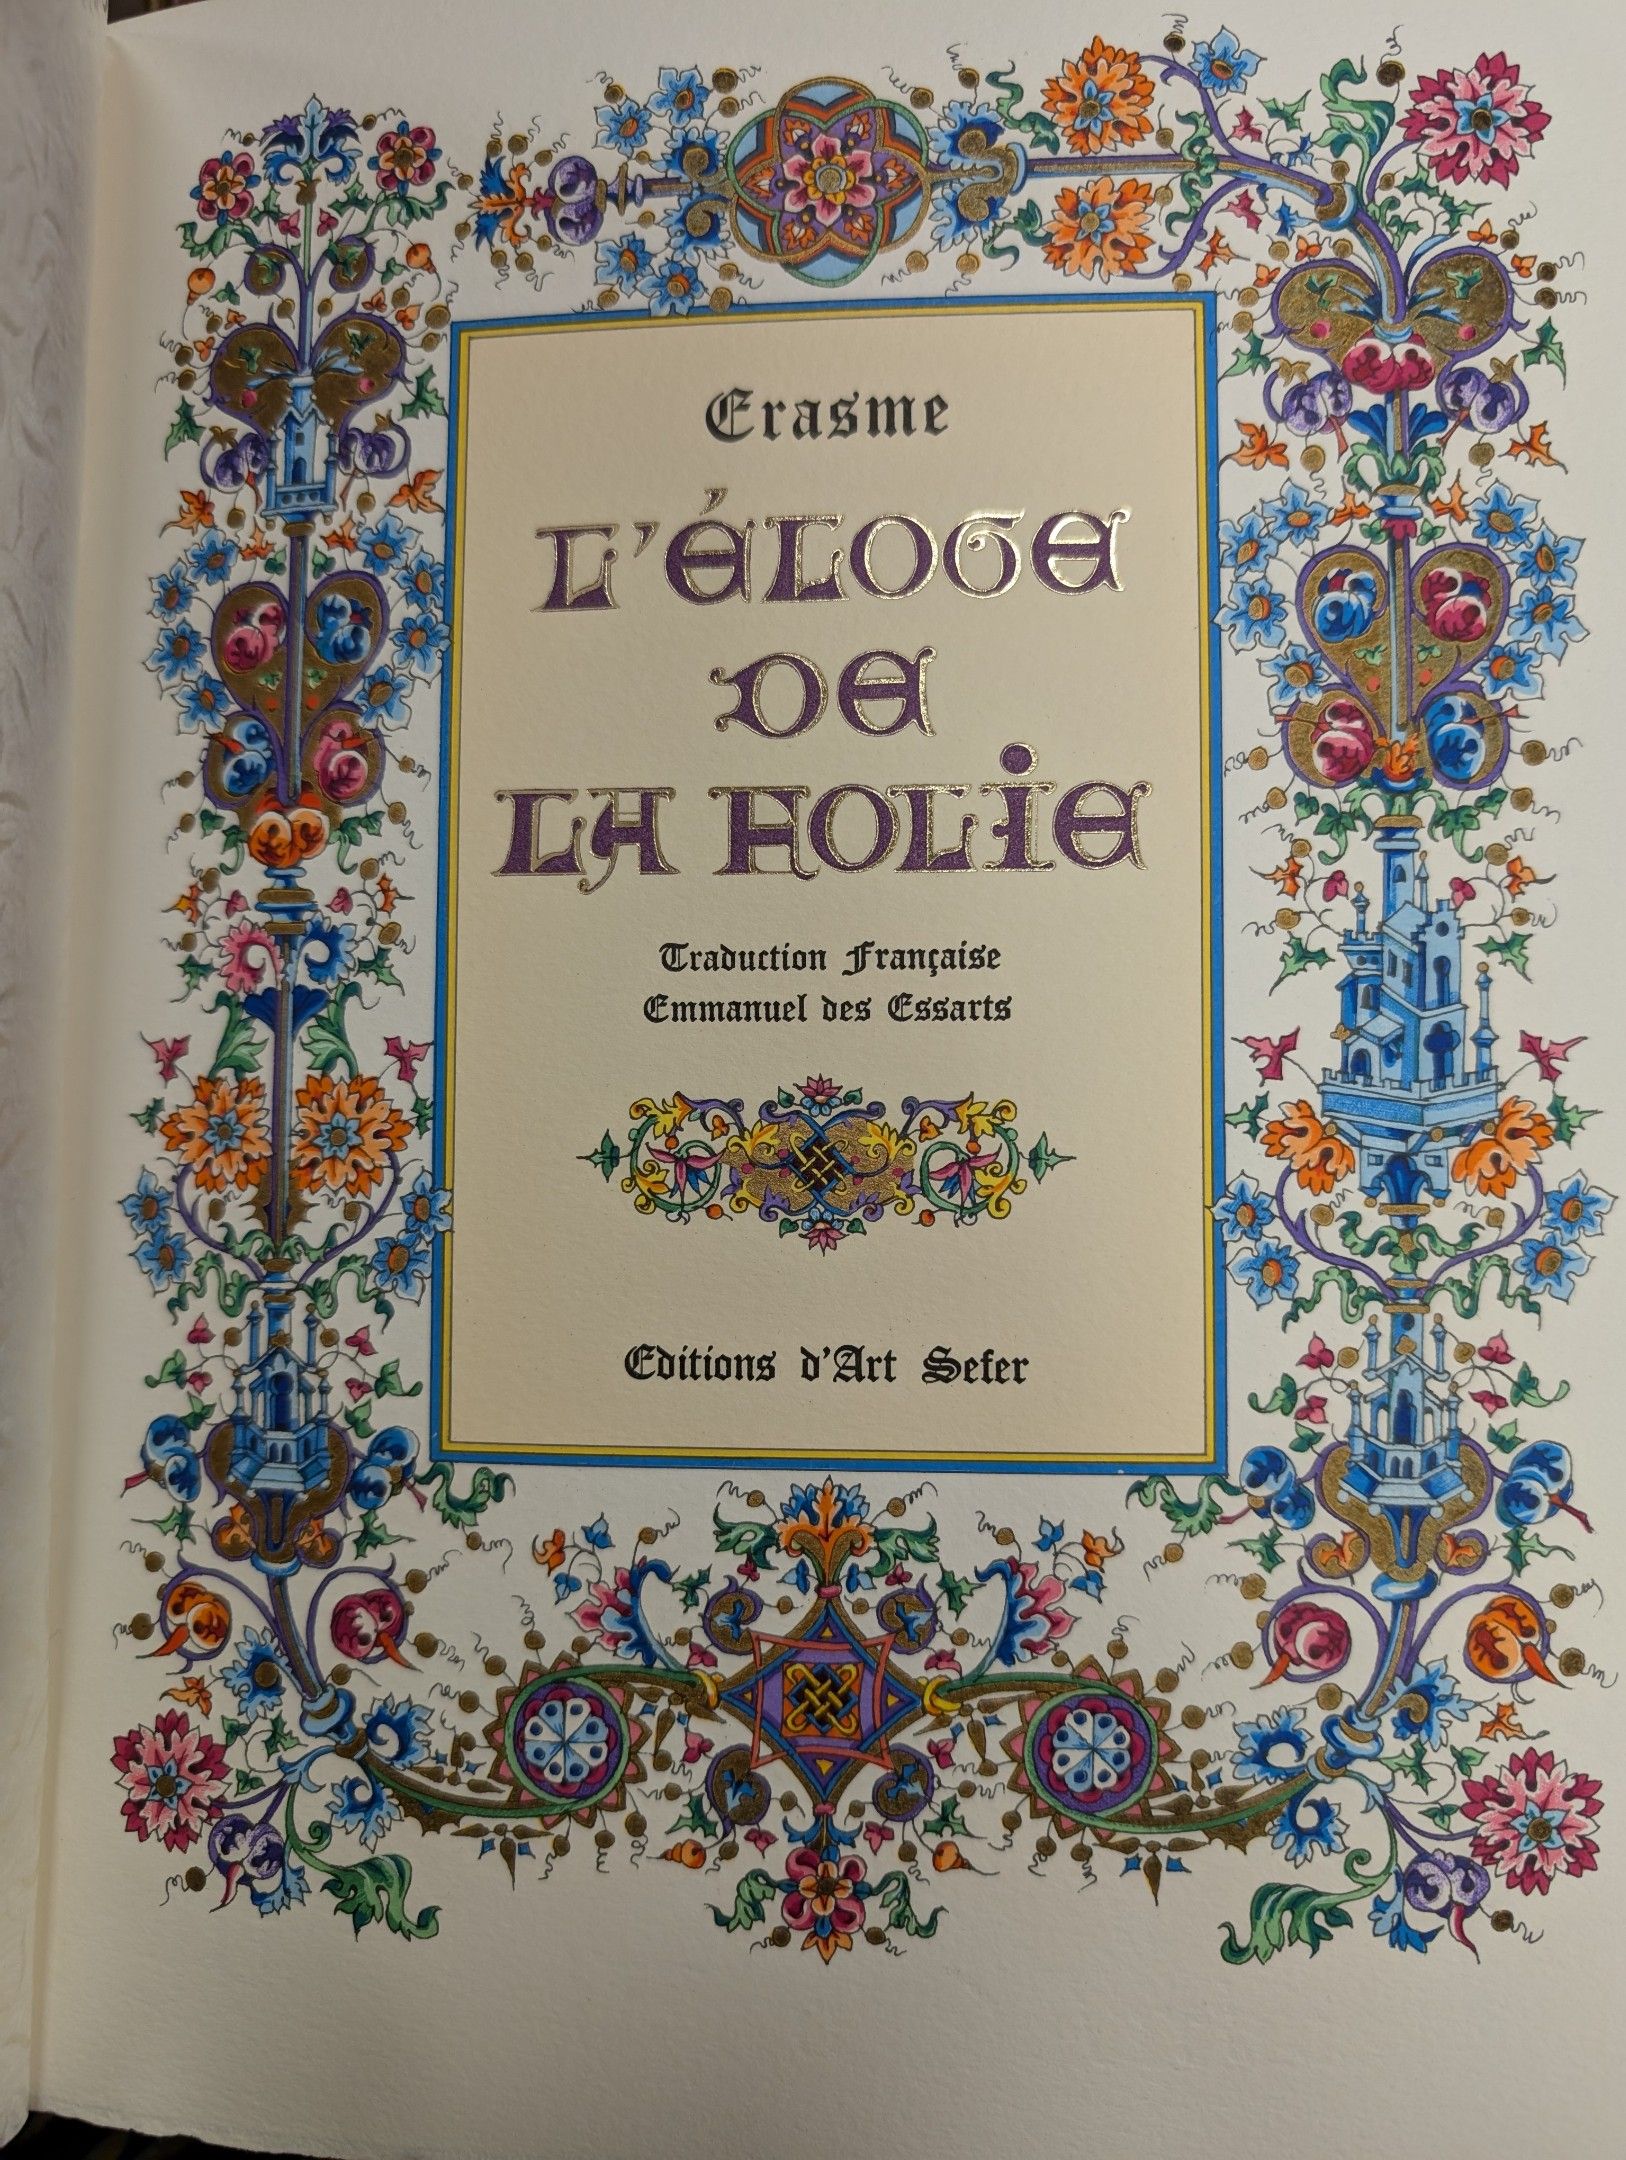 Erasme
L'ÉLOGE
DE
LA FOLIE
Traduction Française
Emmanuel des Essarts
Editions d'Art Sefer